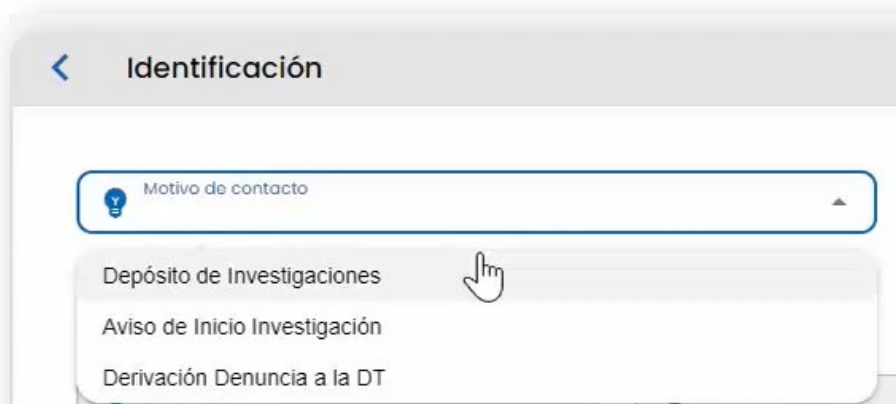 Identificación
Motivo de contacto
Depósito de Investigaciones
Aviso de Inicio Investigación
Derivación Denuncia a la DT